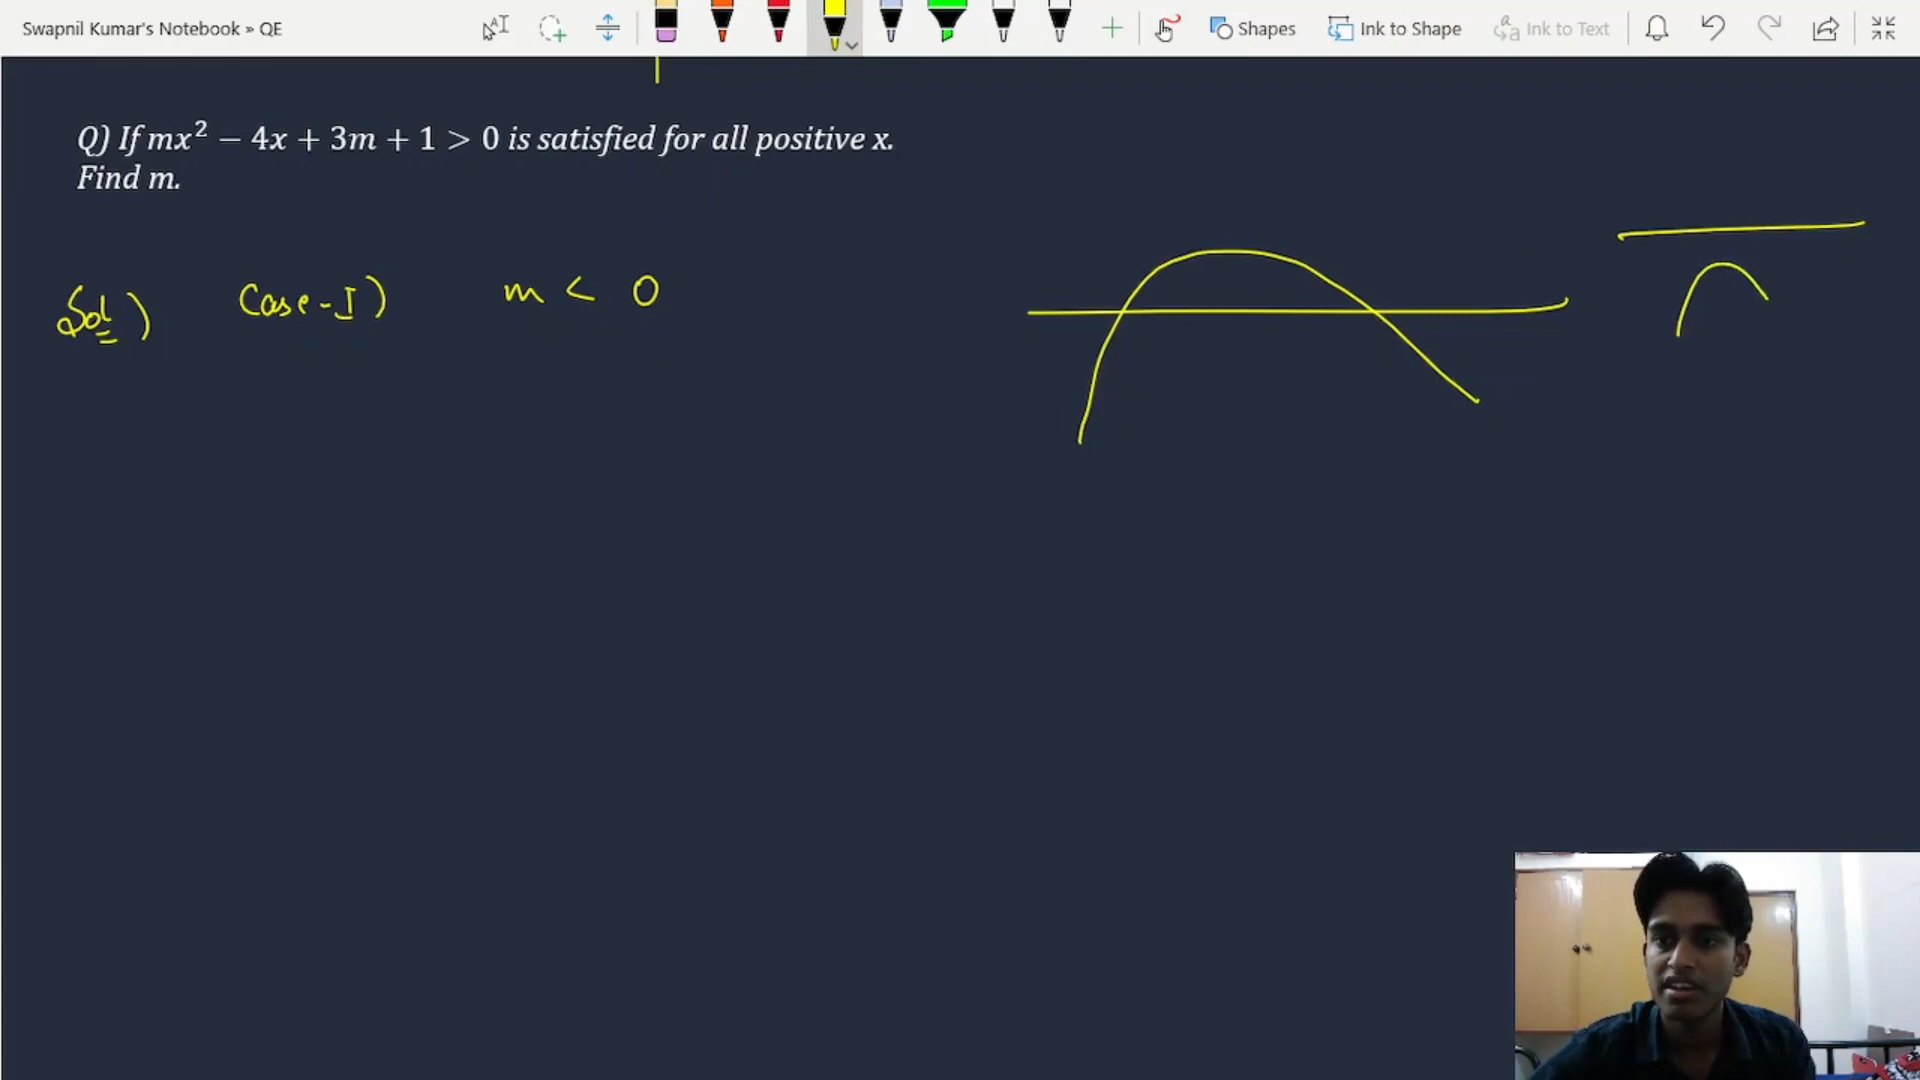 Swapnil Kumar's Notebook » QE
Shapes
Ink to Shape
Ink to Text
Q) If mx² − 4x + 3m + 1 > 0 is satisfied for all positive x.
Find m.
Sol) Case-I) m < 0